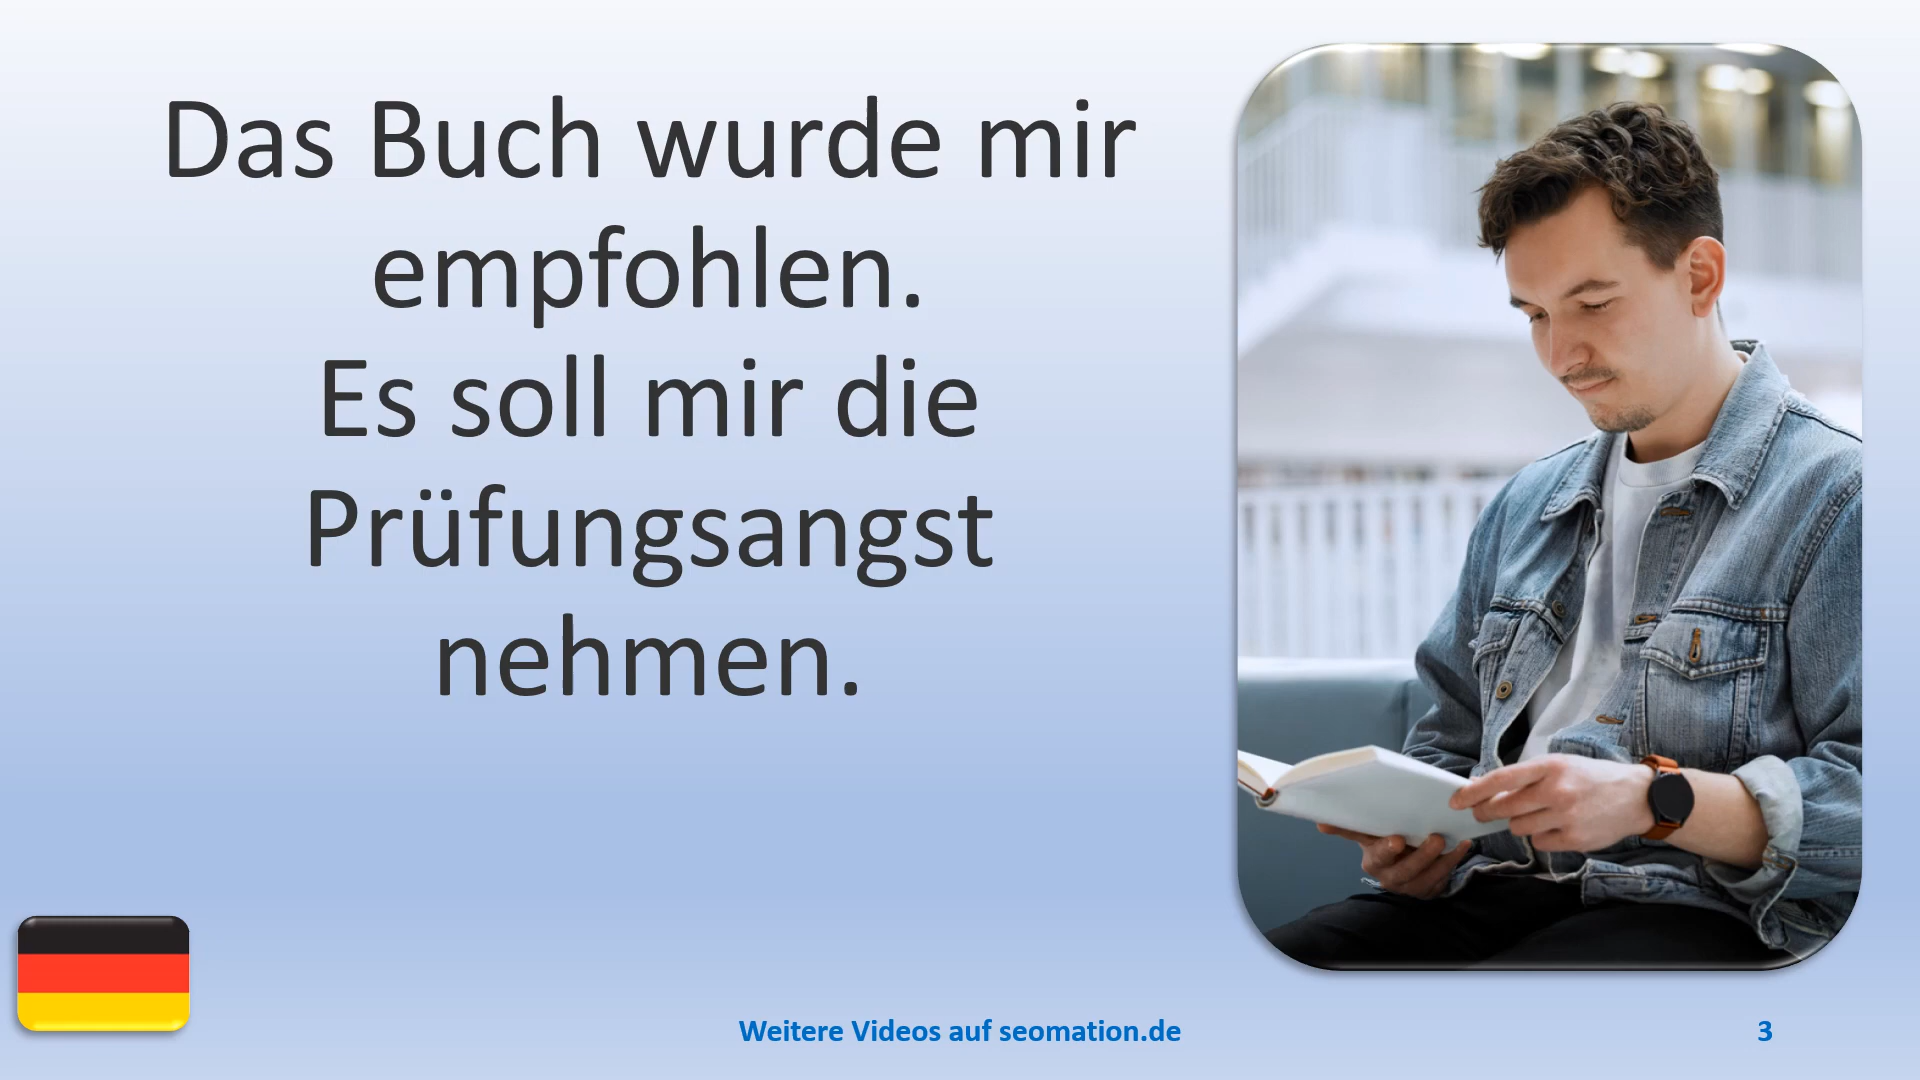 Das Buch wurde mir
empfohlen.
Es soll mir die
Prüfungsangst
nehmen.
Weitere Videos auf seomation.de
3